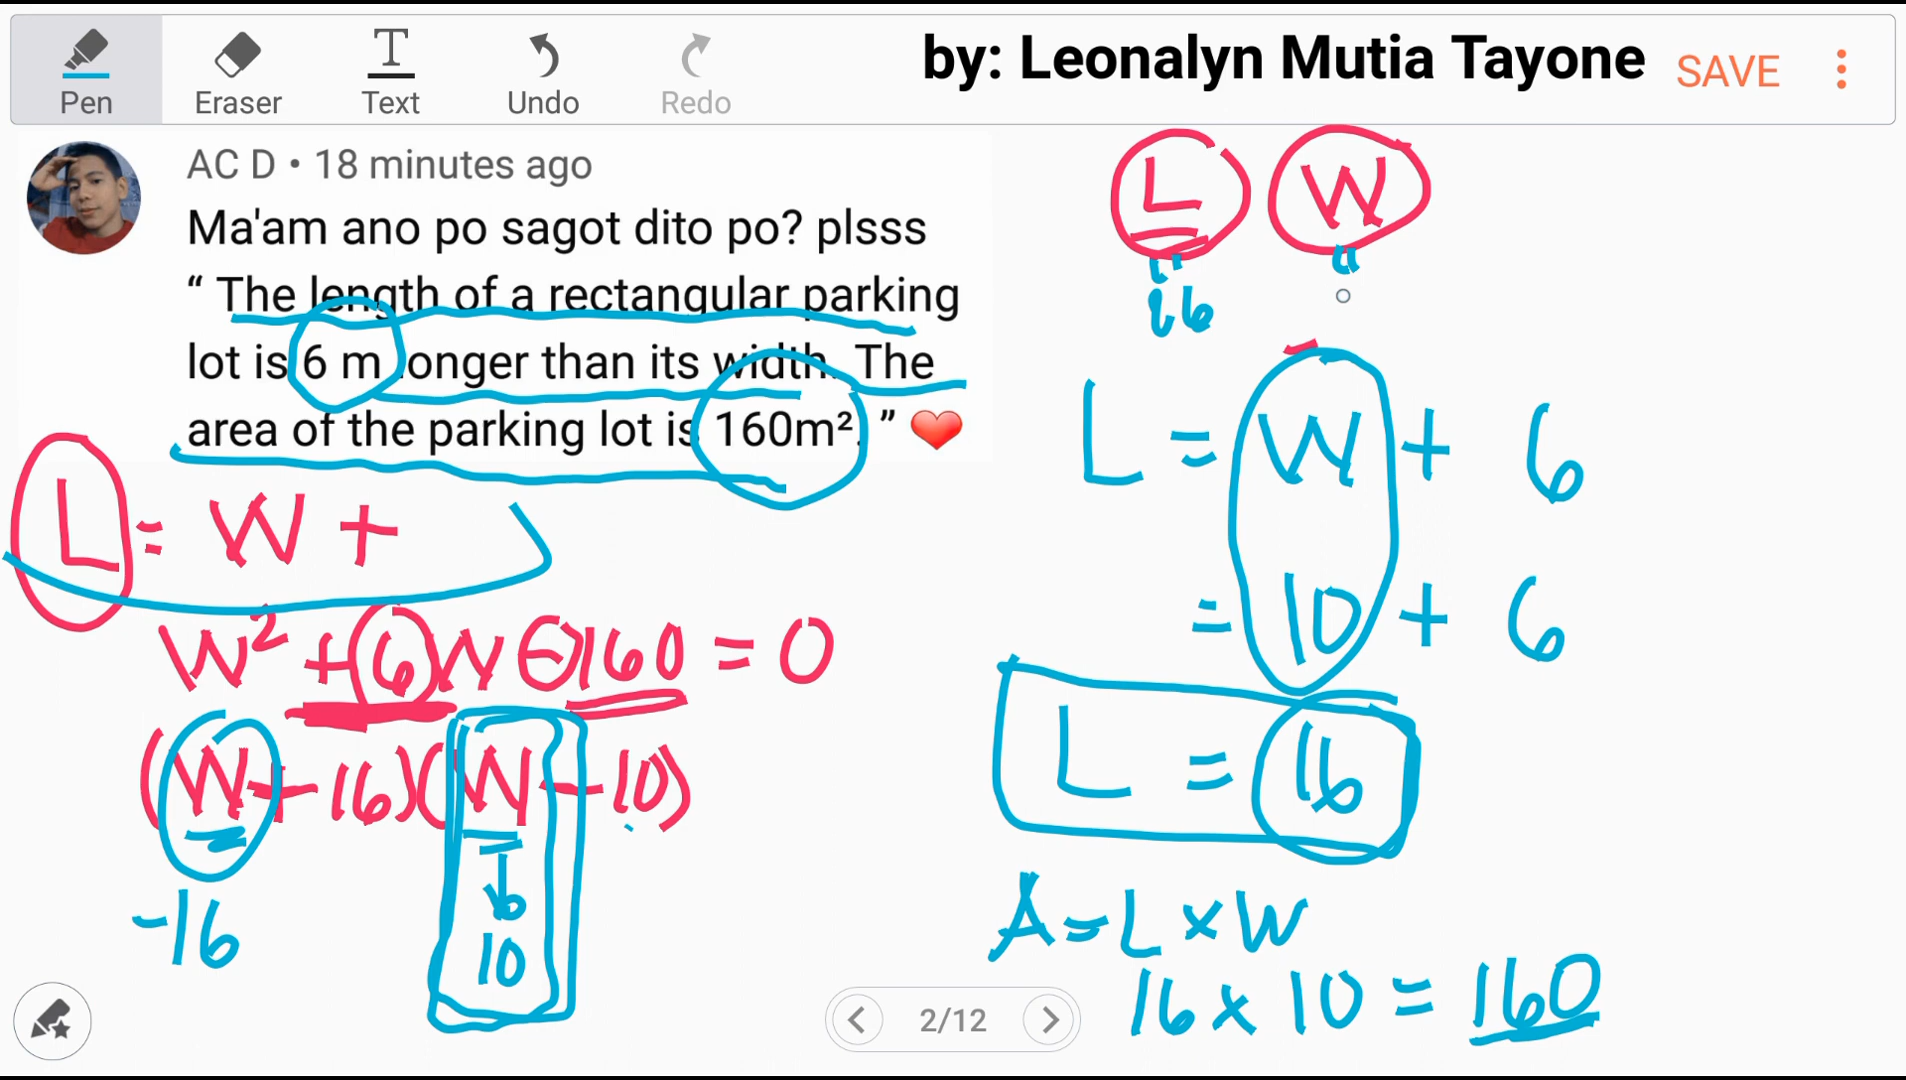 Pen
Eraser
Text
Undo
Redo
by: Leonalyn Mutia Tayone
SAVE
AC D • 18 minutes ago
Ma'am ano po sagot dito po? plsss
“ The length of a rectangular parking
lot is 6 m longer than its width. The
area of the parking lot is 160m². ” ❤️
L = W +
W² + 6W - 160 = 0
(W + 16)(W - 10)
-16
10
L W
16
L = W + 6
= 10 + 6
L = 16
A = L x W
16 x 10 = 160
2/12